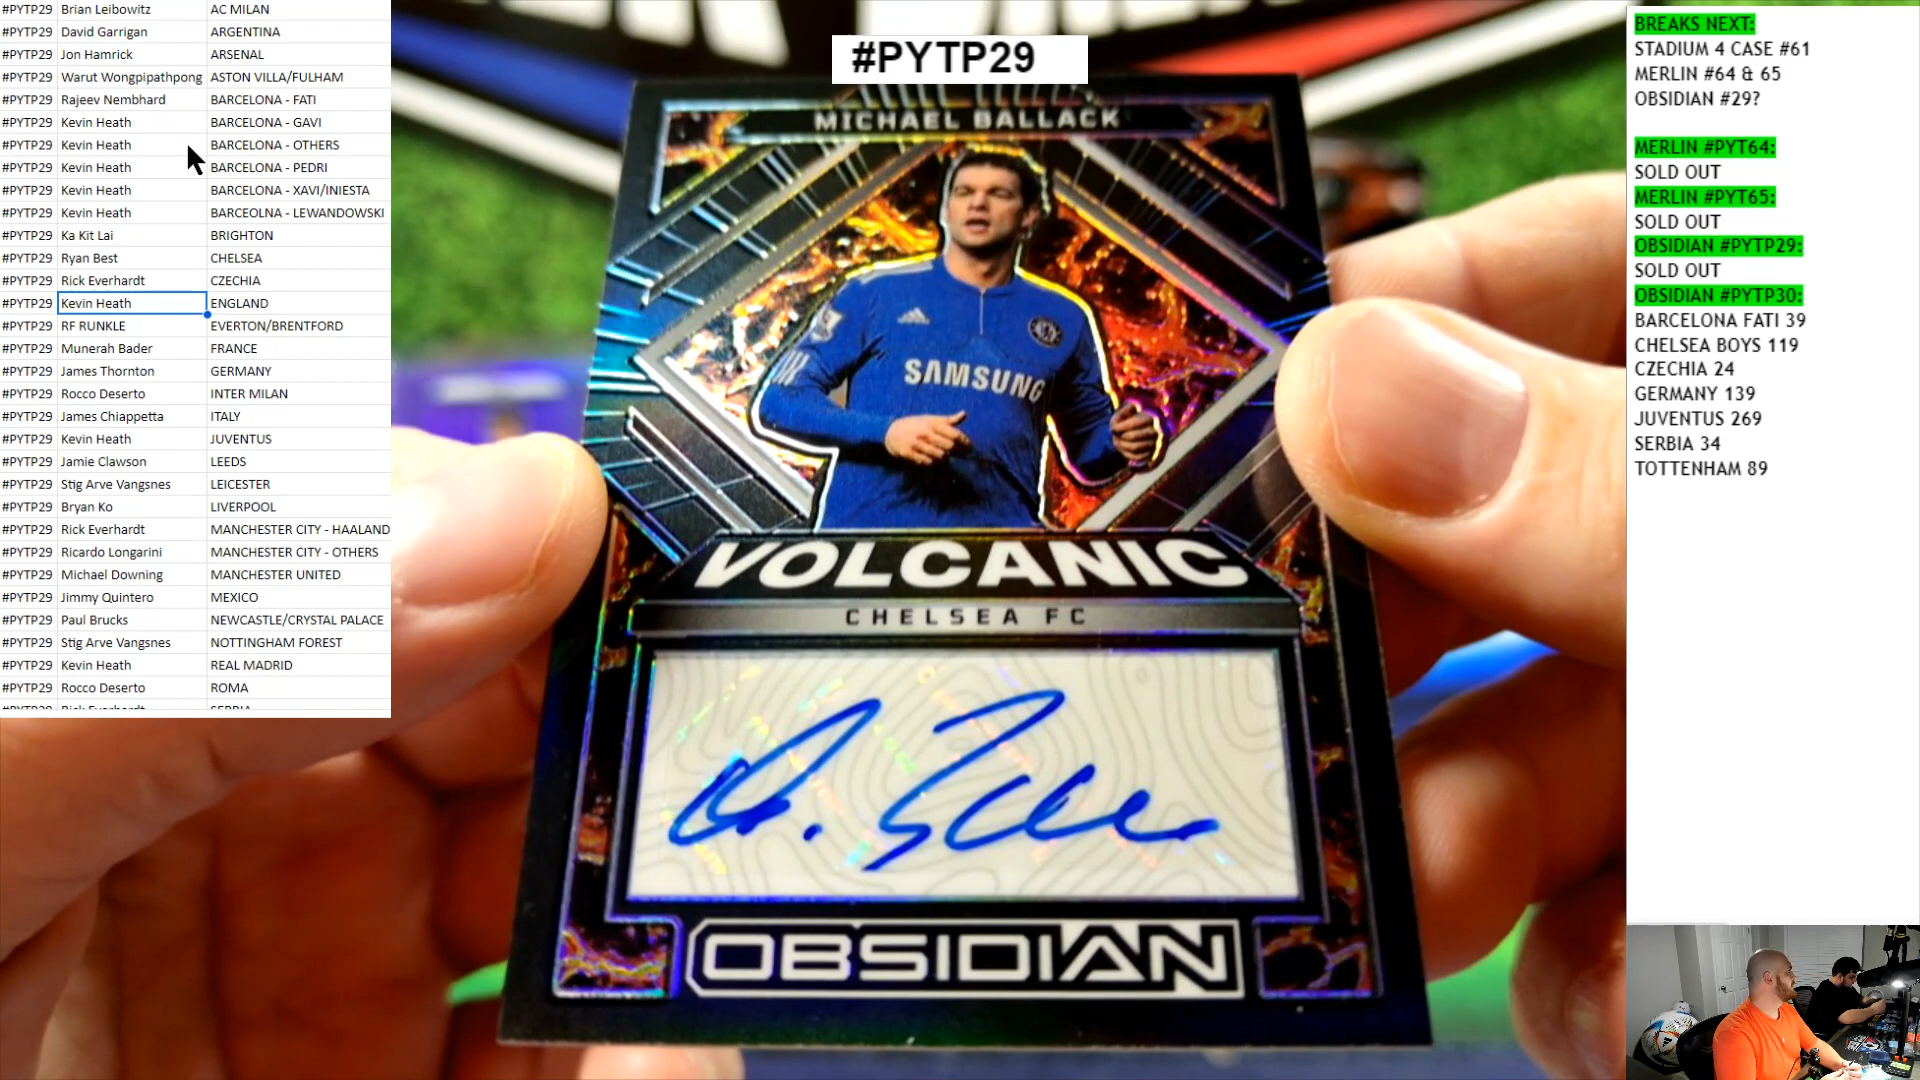 #PYTP29 Brian Leibowitz AC MILAN
#PYTP29 David Garrigan ARGENTINA
#PYTP29 Jon Hamrick ARSENAL
#PYTP29 Warut Wongpipathpong ASTON VILLA/FULHAM
#PYTP29 Rajeev Nembhard BARCELONA - FATI
#PYTP29 Kevin Heath BARCELONA - GAVI
#PYTP29 Kevin Heath BARCELONA - OTHERS
#PYTP29 Kevin Heath BARCELONA - PEDRI
#PYTP29 Kevin Heath BARCELONA - XAVI/INIESTA
#PYTP29 Kevin Heath BARCEOLNA - LEWANDOWSKI
#PYTP29 Ka Kit Lai BRIGHTON
#PYTP29 Ryan Best CHELSEA
#PYTP29 Rick Everhardt CZECHIA
#PYTP29 Kevin Heath ENGLAND
#PYTP29 RF RUNKLE EVERTON/BRENTFORD
#PYTP29 Munerah Bader FRANCE
#PYTP29 James Thornton GERMANY
#PYTP29 Rocco Deserto INTER MILAN
#PYTP29 James Chiappetta ITALY
#PYTP29 Kevin Heath JUVENTUS
#PYTP29 Jamie Clawson LEEDS
#PYTP29 Stig Arve Vangsnes LEICESTER
#PYTP29 Bryan Ko LIVERPOOL
#PYTP29 Rick Everhardt MANCHESTER CITY - HAALAND
#PYTP29 Ricardo Longarini MANCHESTER CITY - OTHERS
#PYTP29 Michael Downing MANCHESTER UNITED
#PYTP29 Jimmy Quintero MEXICO
#PYTP29 Paul Brucks NEWCASTLE/CRYSTAL PALACE
#PYTP29 Stig Arve Vangsnes NOTTINGHAM FOREST
#PYTP29 Kevin Heath REAL MADRID
#PYTP29 Rocco Deserto ROMA
#PYTP29 Rick Everhardt SERBIA
#PYTP29
MICHAEL BALLACK
SAMSUNG
VOLCANIC
CHELSEA FC
OBSIDIAN
BREAKS NEXT:
STADIUM 4 CASE #61
MERLIN #64 & 65
OBSIDIAN #29?
MERLIN #PYT64:
SOLD OUT
MERLIN #PYT65:
SOLD OUT
OBSIDIAN #PYTP29:
SOLD OUT
OBSIDIAN #PYTP30:
BARCELONA FATI 39
CHELSEA BOYS 119
CZECHIA 24
GERMANY 139
JUVENTUS 269
SERBIA 34
TOTTENHAM 89